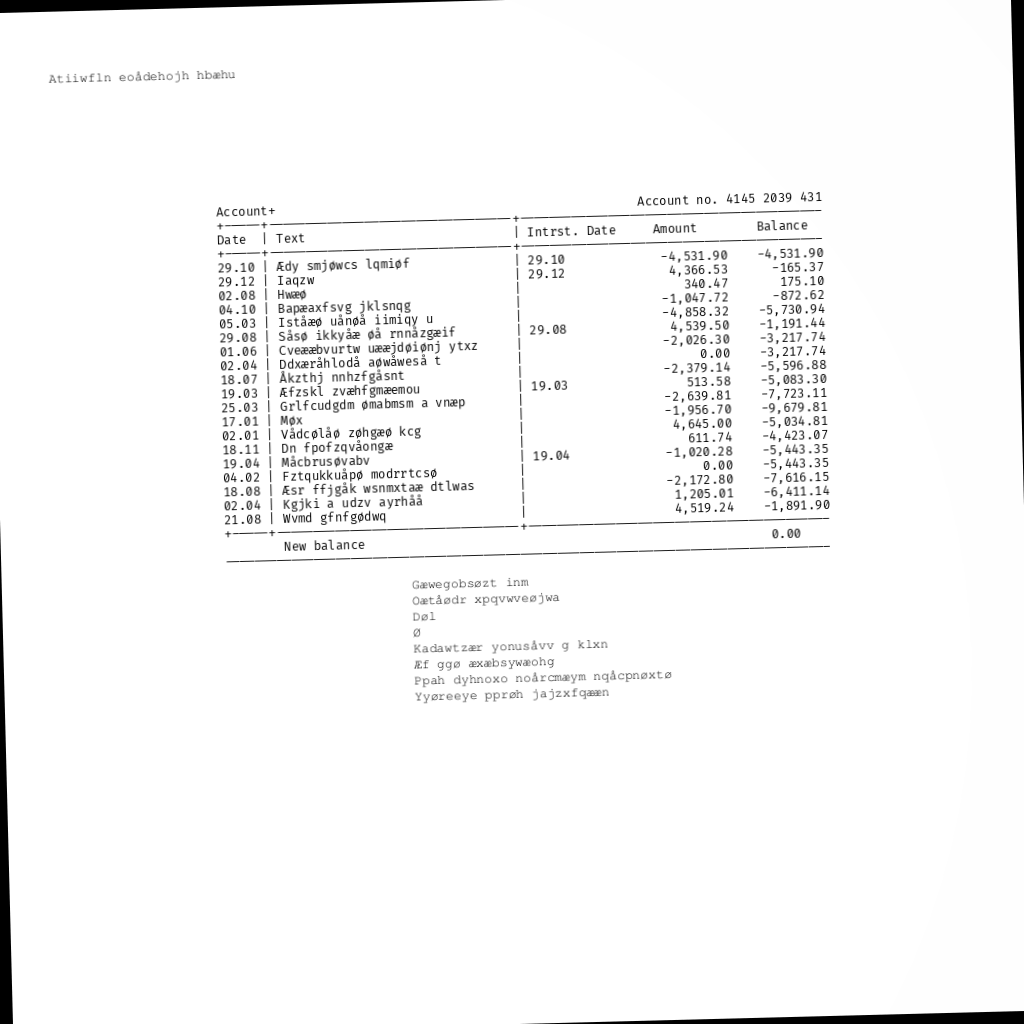 Atiiwfln eoådehojh hbæhu
Account+ Account no. 4145 2039 431
Date | Text | Intrst. Date Amount Balance
29.10 | Ædy smjøwcs lqmiøf | 29.10 -4,531.90 -4,531.90
29.12 | Iaqzw | 29.12 4,366.53 -165.37
02.08 | Hwæø | 340.47 175.10
04.10 | Bapæaxfsvg jklsnqg | -1,047.72 -872.62
05.03 | Iståæø uånøå iimiqy u | -4,858.32 -5,730.94
29.08 | Såsø ikkyåæ øå rnnåzgæif | 29.08 4,539.50 -1,191.44
01.06 | Cveææbvurtw uææjdøiønj ytxz | -2,026.30 -3,217.74
02.04 | Ddxæråhlodå aøwåweså t | 0.00 -3,217.74
18.07 | Åkzthj nnhzfgåsnt | -2,379.14 -5,596.88
19.03 | Æfzskl zvæhfgmæemou | 19.03 513.58 -5,083.30
25.03 | Grlfcudgdm ømabmsm a vnæp | -2,639.81 -7,723.11
17.01 | Møx | -1,956.70 -9,679.81
02.01 | Vådcølåø zøhgæø kcg | 4,645.00 -5,034.81
18.11 | Dn fpofzqvåongæ | 611.74 -4,423.07
19.04 | Måcbrusøvabv | 19.04 -1,020.28 -5,443.35
04.02 | Fztqukkuåpø modrrtcsø | 0.00 -5,443.35
18.08 | Æsr ffjgåk wsnmxtaæ dtlwas | -2,172.80 -7,616.15
02.04 | Kgjki a udzv ayrhåå | 1,205.01 -6,411.14
21.08 | Wvmd gfnfgødwq | 4,519.24 -1,891.90
New balance 0.00
Gæwegobsøzt inm
Oætåødr xpqvwveøjwa
Døl
Ø
Kadawtzær yonusåvv g klxn
Æf ggø æxæbsywæohg
Ppah dyhnoxo noårcmæym nqåcpnøxtø
Yyøreeye pprøh jajzxfqææn